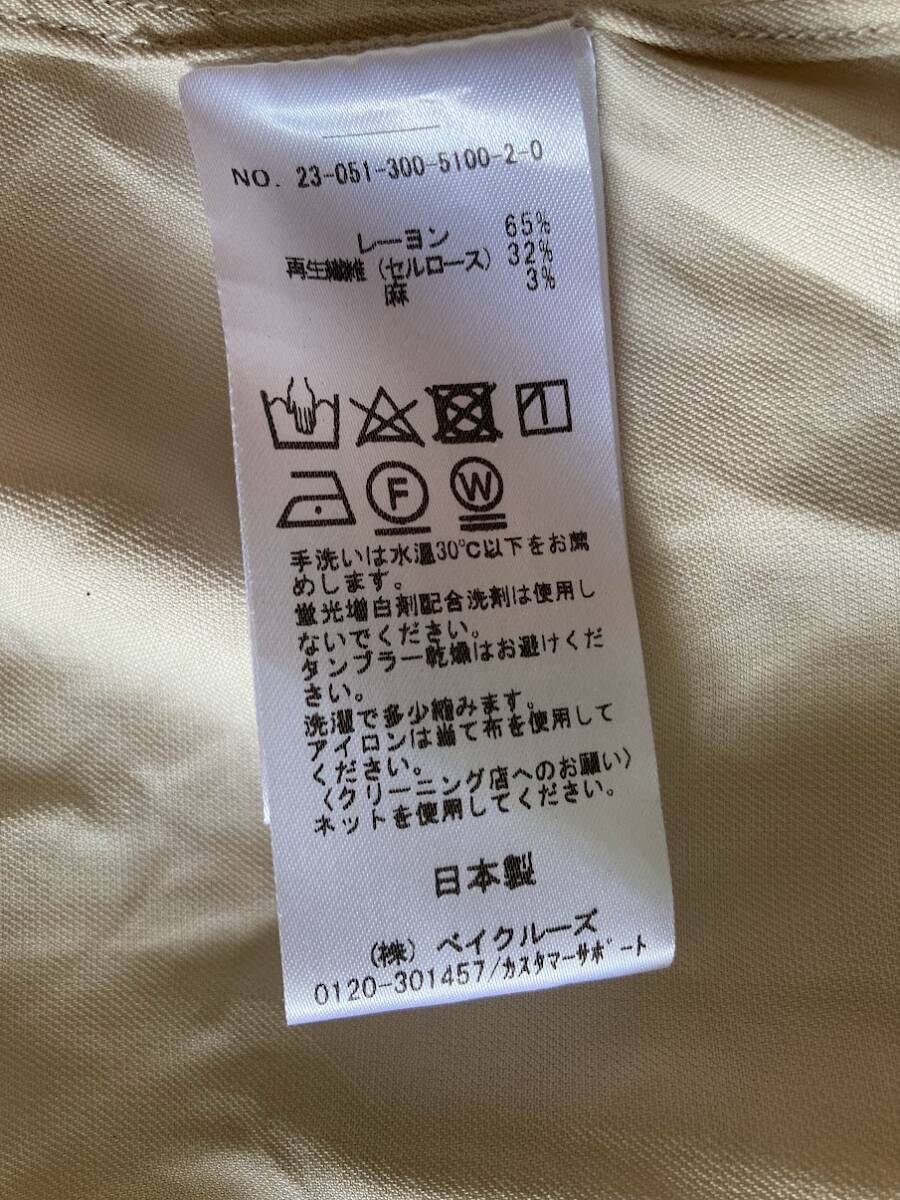 NO. 23-051-300-5100-2-0
レーヨン 65%
再生繊維(セルロース) 32%
麻 3%
F W
手洗いは水温30℃以下をお薦
めします。
蛍光増白剤配合洗剤は使用し
ないでください。
タンブラー乾燥はお避けくだ
さい。
洗濯で多少縮みます。
アイロンは当て布を使用して
ください。
〈クリーニング店へのお願い〉
ネットを使用してください。
日本製
(株) ベイクルーズ
0120-301457/カスタマーサポート